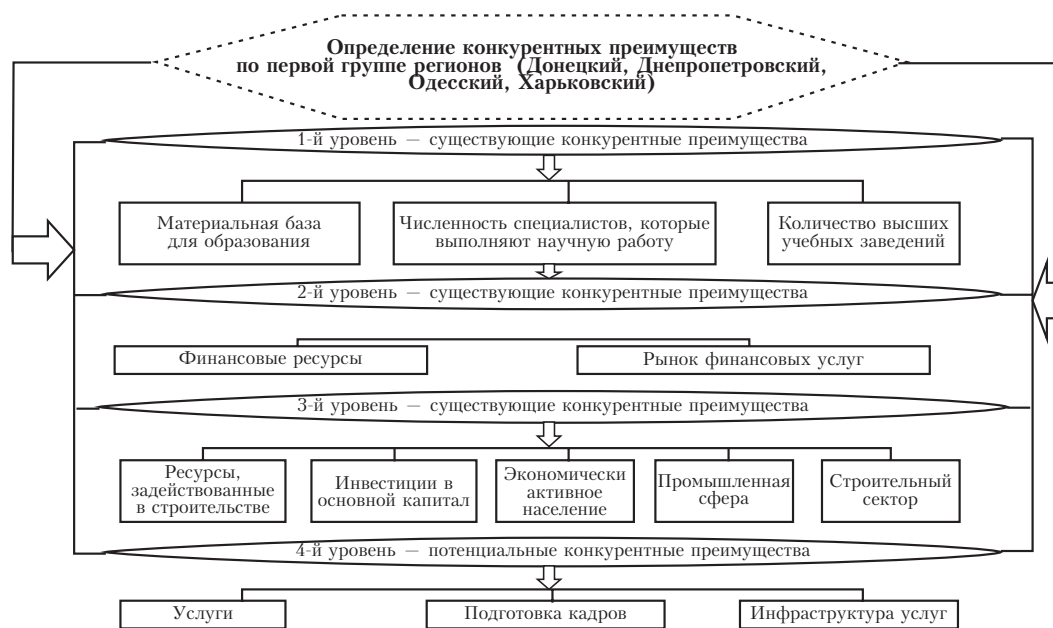 Определение конкурентных преимуществ
по первой группе регионов (Донецкий, Днепропетровский,
Одесский, Харьковский)
1-й уровень — существующие конкурентные преимущества
Материальная база
для образования
Численность специалистов, которые
выполняют научную работу
Количество высших
учебных заведений
2-й уровень — существующие конкурентные преимущества
Финансовые ресурсы
Рынок финансовых услуг
3-й уровень — существующие конкурентные преимущества
Ресурсы,
задействованные
в строительстве
Инвестиции в
основной капитал
Экономически
активное
население
Промышленная
сфера
Строительный
сектор
4-й уровень — потенциальные конкурентные преимущества
Услуги
Подготовка кадров
Инфраструктура услуг